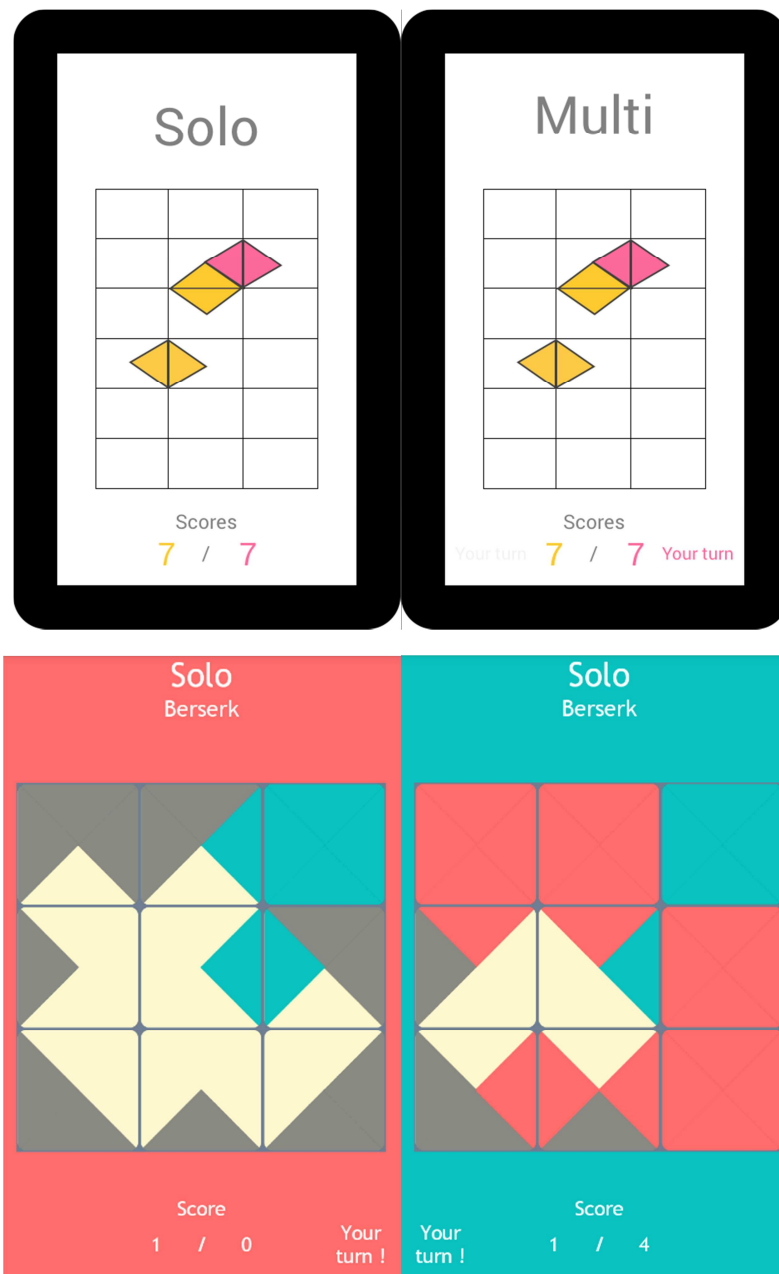 Solo
Scores
7 / 7
Multi
Scores
Your turn 7 / 7 Your turn
Solo
Berserk
Score
1 / 0
Your
turn !
Solo
Berserk
Score
Your
turn !
1 / 4